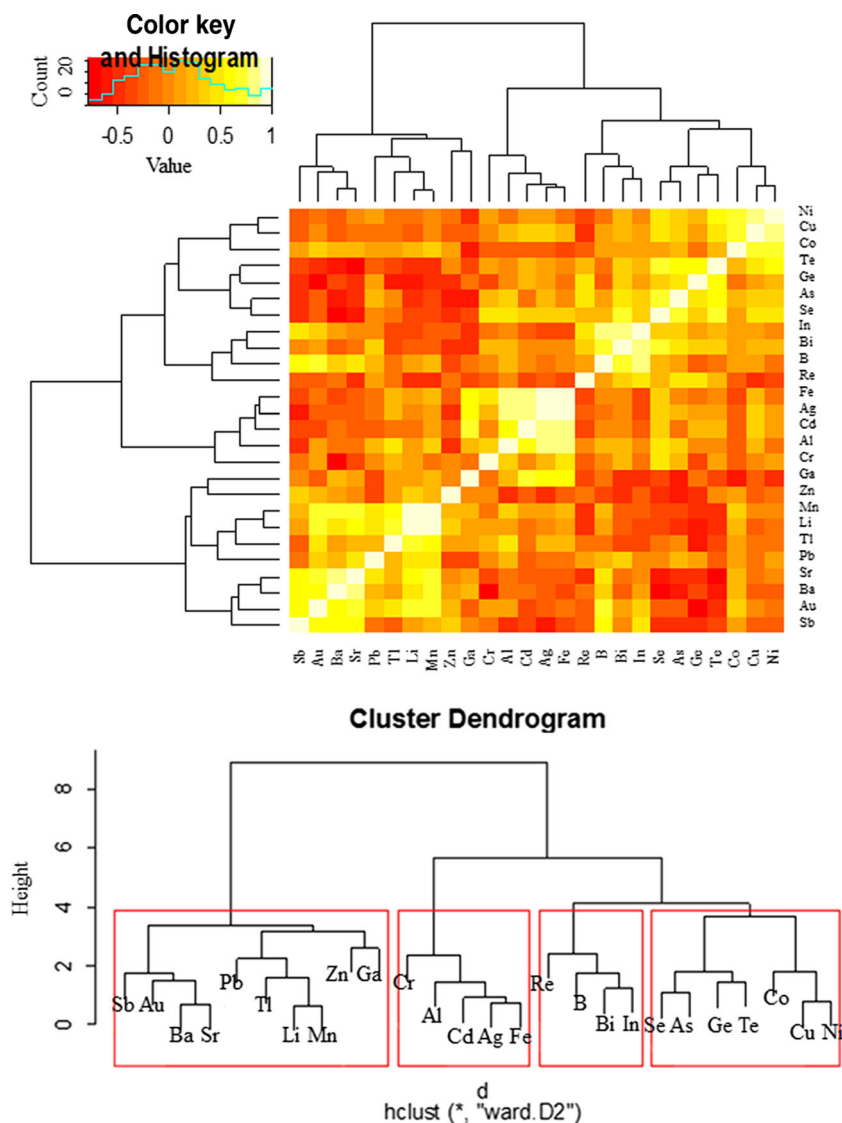 Color key
and Histogram
Count
0 20
-0.5 0 0.5 1
Value
Ni
Cu
Co
Te
Ge
As
Se
In
Bi
B
Re
Fe
Ag
Cd
Al
Cr
Ga
Zn
Mn
Li
Tl
Pb
Sr
Ba
Au
Sb
Sb Au Ba Sr Pb Tl Li Mn Zn Ga Cr Al Cd Ag Fe Re B Bi In Se As Ge Te Co Cu Ni
Cluster Dendrogram
Height
8
6
4
2
0
Sb Au Ba Sr Pb Tl Li Mn Zn Ga Cr Al Cd Ag Fe Re B Bi In Se As Ge Te Co Cu Ni
d
hclust (*, "ward.D2")